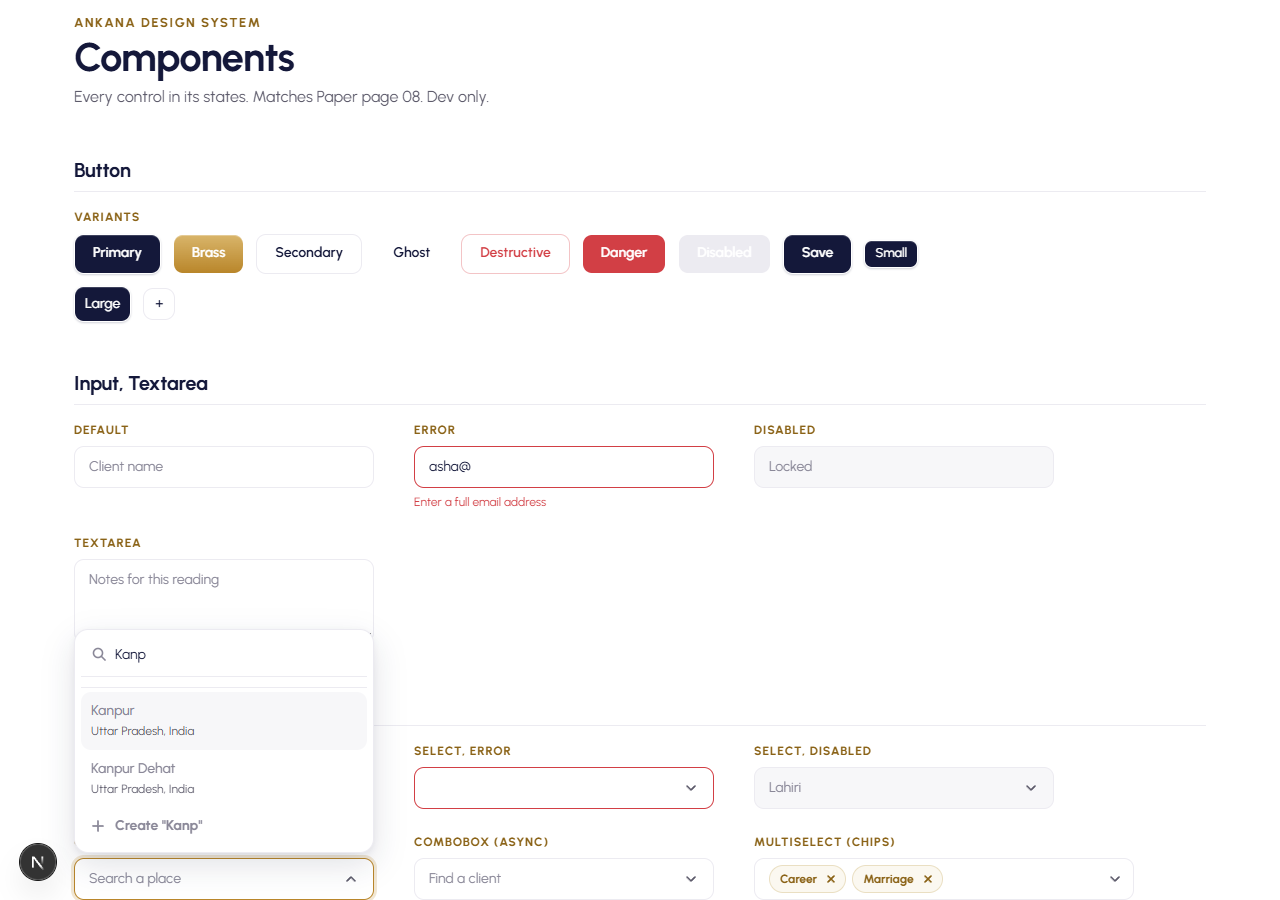 ANKANA DESIGN SYSTEM
Components
Every control in its states. Matches Paper page 08. Dev only.
Button
VARIANTS
Primary Brass Secondary Ghost Destructive Danger Disabled Save Small
Large +
Input, Textarea
DEFAULT ERROR DISABLED
Client name asha@ Locked
Enter a full email address
TEXTAREA
Notes for this reading
Kanp
Kanpur
Uttar Pradesh, India
Kanpur Dehat
Uttar Pradesh, India
Create "Kanp"
SELECT, ERROR SELECT, DISABLED
Lahiri
COMBOBOX (ASYNC) MULTISELECT (CHIPS)
Search a place Find a client Career Marriage
N